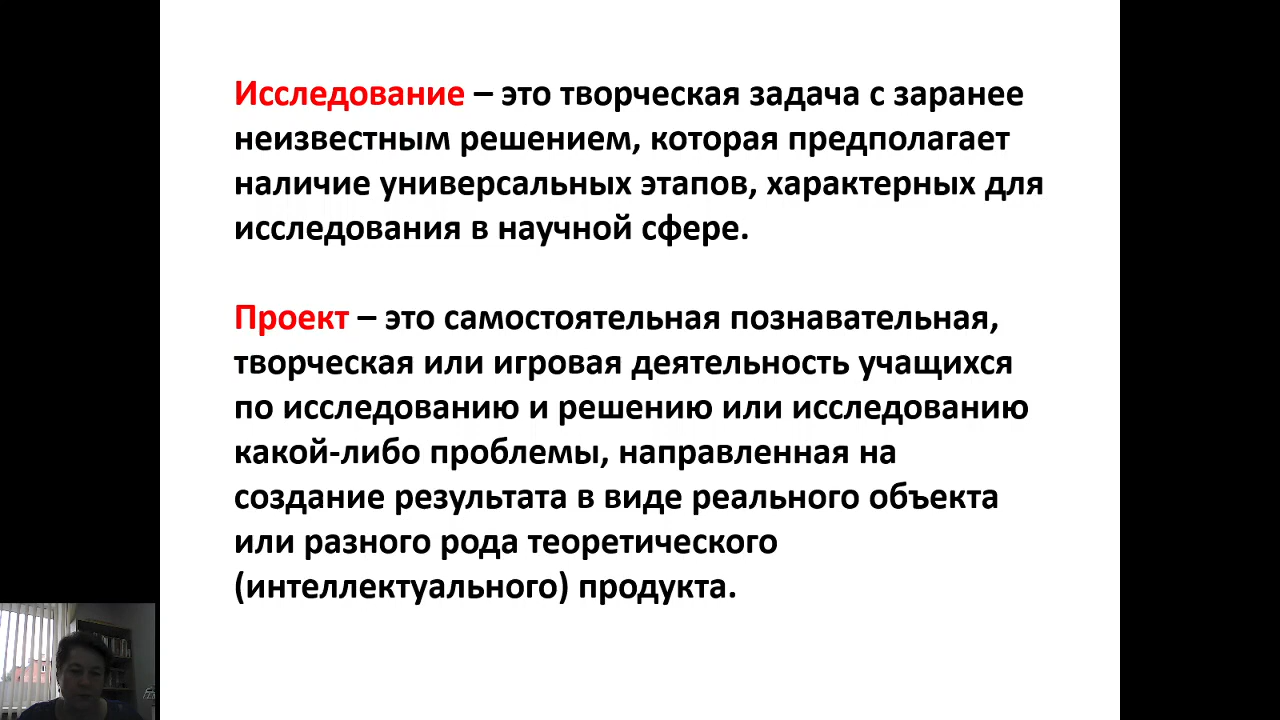 Исследование – это творческая задача с заранее
неизвестным решением, которая предполагает
наличие универсальных этапов, характерных для
исследования в научной сфере.
Проект – это самостоятельная познавательная,
творческая или игровая деятельность учащихся
по исследованию и решению или исследованию
какой-либо проблемы, направленная на
создание результата в виде реального объекта
или разного рода теоретического
(интеллектуального) продукта.